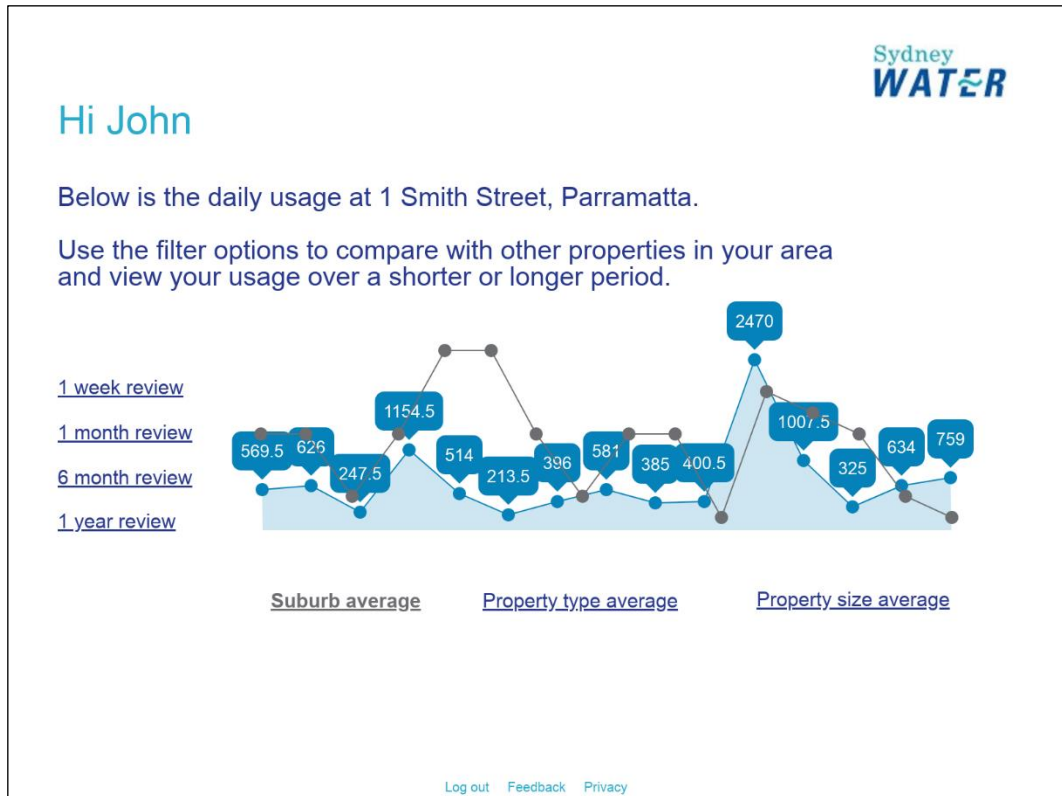 Sydney
WATER
Hi John
Below is the daily usage at 1 Smith Street, Parramatta.
Use the filter options to compare with other properties in your area
and view your usage over a shorter or longer period.
1 week review
1 month review
6 month review
1 year review
569.5
626
247.5
1154.5
514
213.5
396
581
385
400.5
2470
1007.5
325
634
759
Suburb average
Property type average
Property size average
Log out Feedback Privacy